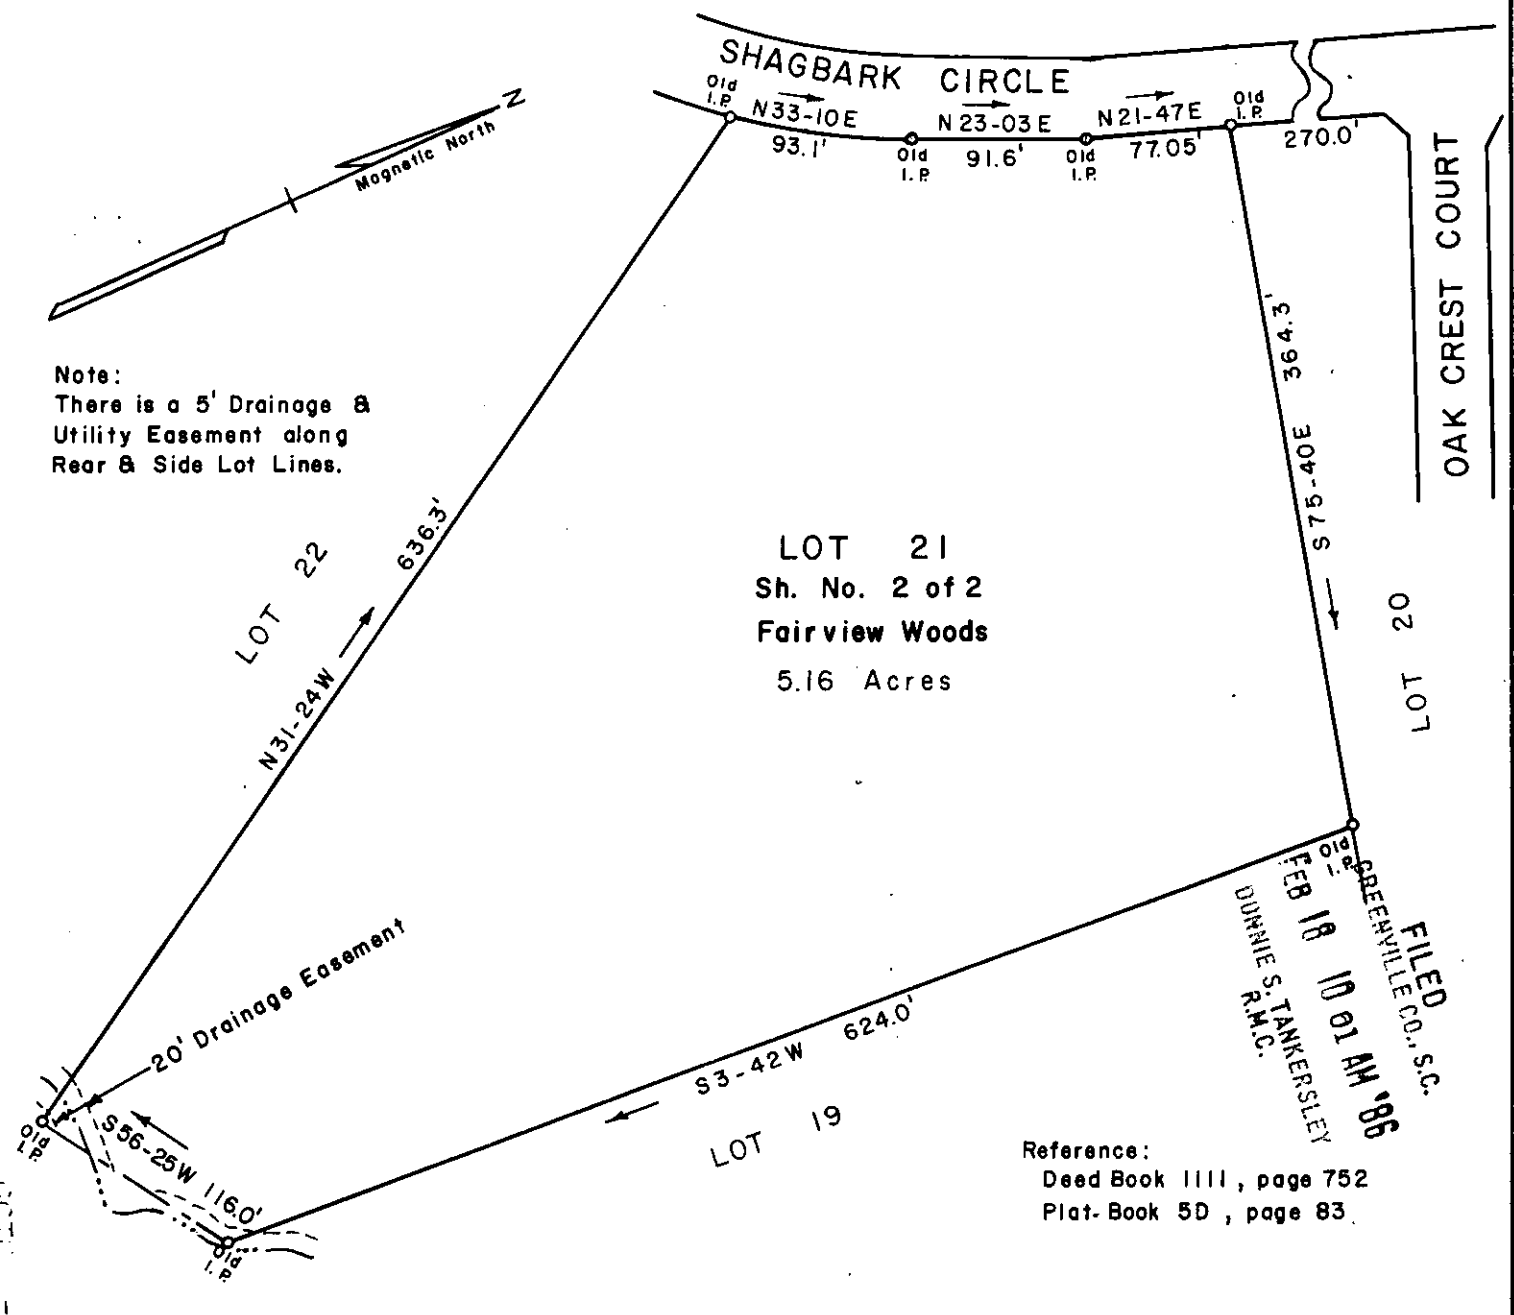 SHAGBARK CIRCLE
Old
I.P.
N33-10E
93.1'
Old
I.P.
N23-03E
91.6'
Old
I.P.
N21-47E
77.05'
Old
I.P.
270.0'
OAK CREST COURT
N
Magnetic North
Note:
There is a 5' Drainage &
Utility Easement along
Rear & Side Lot Lines.
LOT 22
N31-24W 636.3'
S75-40E 364.3'
LOT 20
LOT 21
Sh. No. 2 of 2
Fairview Woods
5.16 Acres
Old
I.P.
FILED
GREENVILLE CO., S.C.
FEB 18 10 01 AM '86
DONNIE S. TANKERSLEY
R.M.C.
20' Drainage Easement
S3-42W 624.0'
LOT 19
Old
I.P.
S56-25W 116.0'
Old
I.P.
Reference:
Deed Book 1111, page 752
Plat-Book 5D, page 83